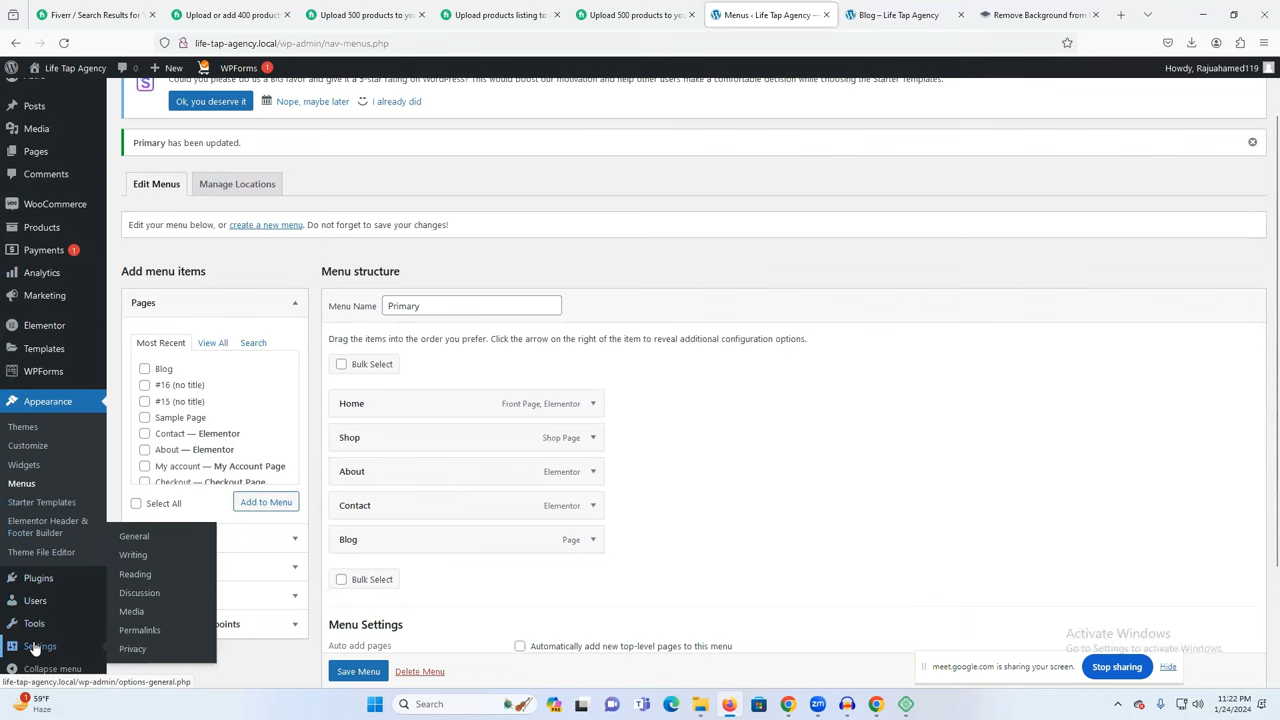 Fiverr / Search Results for 'u
Upload or add 400 products
Upload 500 products to you
Upload products listing to
Upload 500 products to you
Menus ‹ Life Tap Agency —
Blog – Life Tap Agency
Remove Background from
life-tap-agency.local/wp-admin/nav-menus.php
Life Tap Agency 0 New WPForms 1
Howdy, Rajuahamed119
Could you please do us a BIG favor and give it a 5-star rating on WordPress? This would boost our motivation and help other users make a comfortable decision while choosing the Starter Templates.
Ok, you deserve it Nope, maybe later I already did
Primary has been updated.
Edit Menus Manage Locations
Edit your menu below, or create a new menu. Do not forget to save your changes!
Posts
Media
Pages
Comments
WooCommerce
Products
Payments 1
Analytics
Marketing
Elementor
Templates
WPForms
Appearance
Themes
Customize
Widgets
Menus
Starter Templates
Elementor Header &
Footer Builder
Theme File Editor
Plugins
Users
Tools
Settings
Collapse menu
General
Writing
Reading
Discussion
Media
Permalinks
Privacy
Add menu items
Pages
Most Recent View All Search
Blog
#16 (no title)
#15 (no title)
Sample Page
Contact — Elementor
About — Elementor
My account — My Account Page
Checkout — Checkout Page
Select All Add to Menu
points
Menu structure
Menu Name Primary
Drag the items into the order you prefer. Click the arrow on the right of the item to reveal additional configuration options.
Bulk Select
Home Front Page, Elementor
Shop Shop Page
About Elementor
Contact Elementor
Blog Page
Bulk Select
Menu Settings
Auto add pages Automatically add new top-level pages to this menu
Save Menu Delete Menu
Activate Windows
Go to Settings to activate Windows.
meet.google.com is sharing your screen. Stop sharing Hide
life-tap-agency.local/wp-admin/options-general.php
1
59°F
Haze
Search
zm
11:22 PM
1/24/2024